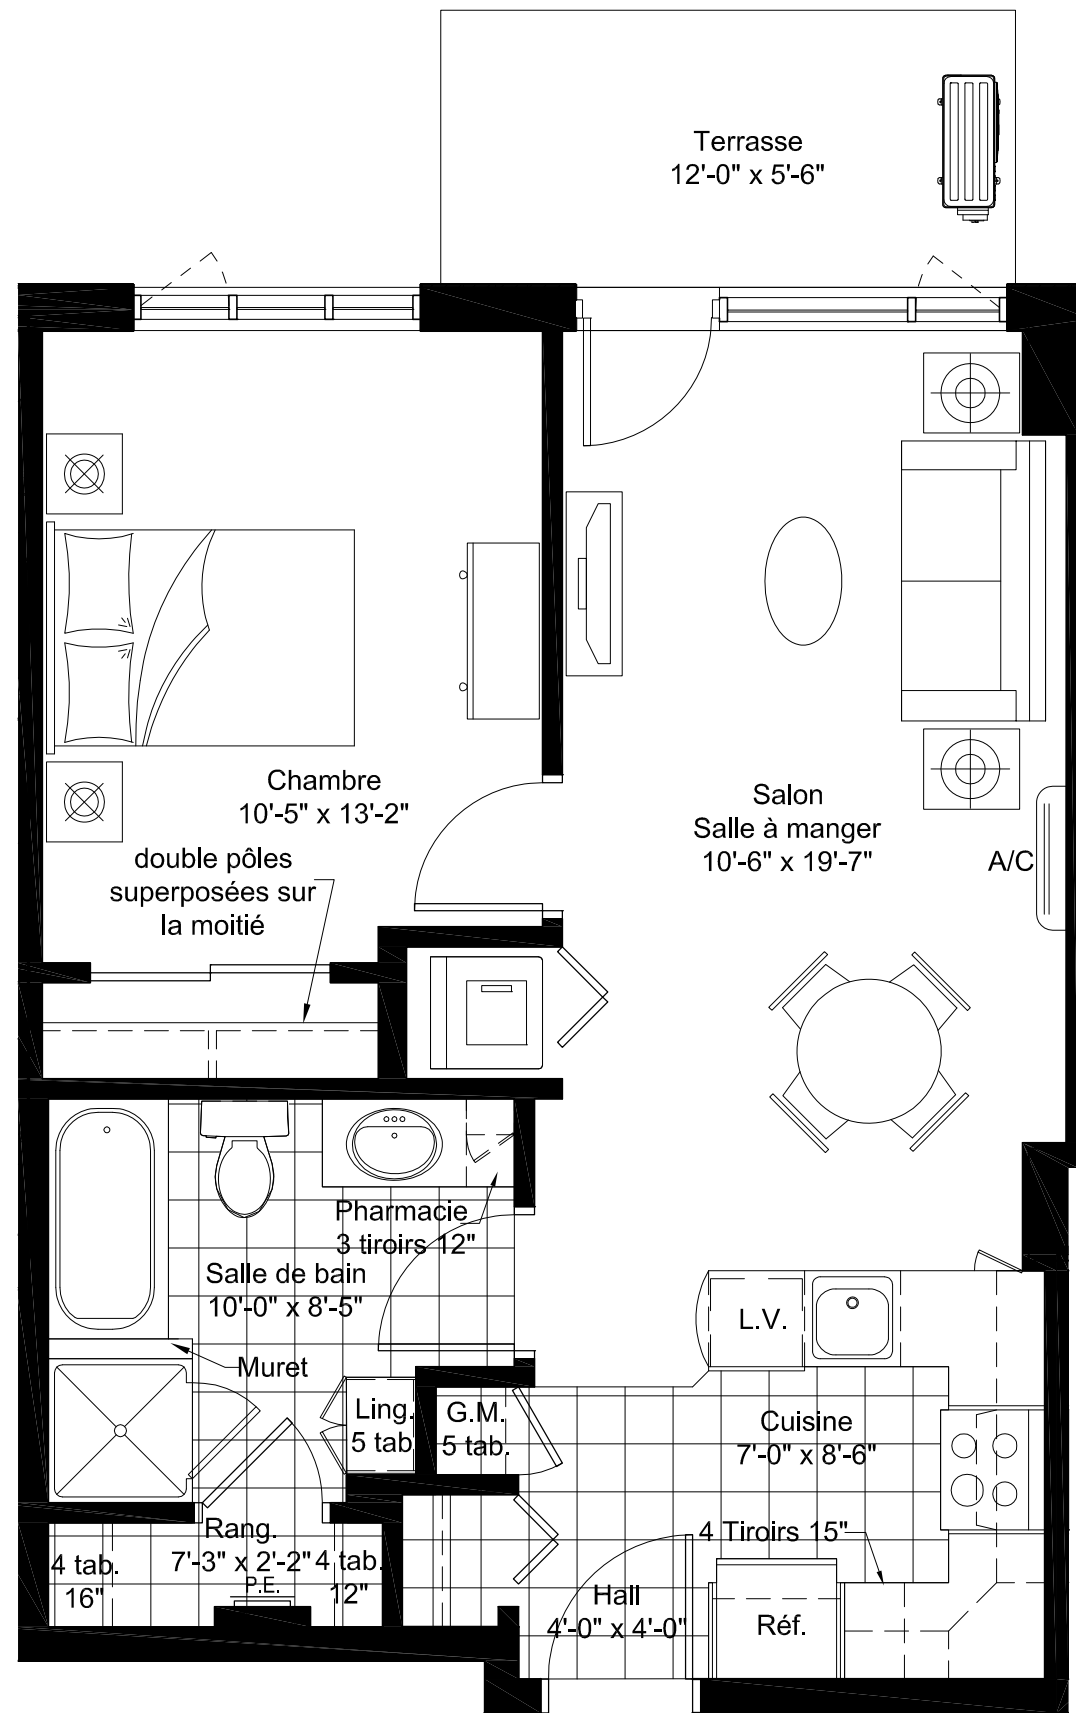 Terrasse
12'-0" x 5'-6"
Chambre
10'-5" x 13'-2"
double pôles
superposées sur
la moitié
Salon
Salle à manger
10'-6" x 19'-7"
A/C
Pharmacie
3 tiroirs 12"
Salle de bain
10'-0" x 8'-5"
Muret
L.V.
Ling.
5 tab
G.M.
5 tab.
Cuisine
7'-0" x 8'-6"
4 Tiroirs 15"
Rang.
7'-3" x 2'-2"
P.E.
4 tab.
16"
4 tab.
12"
Hall
4'-0" x 4'-0"
Réf.